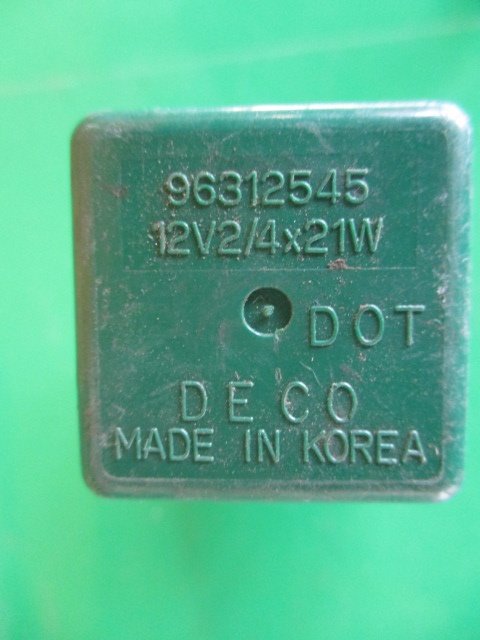 96312545
12V2/4x21W
DOT
DECO
MADE IN KOREA